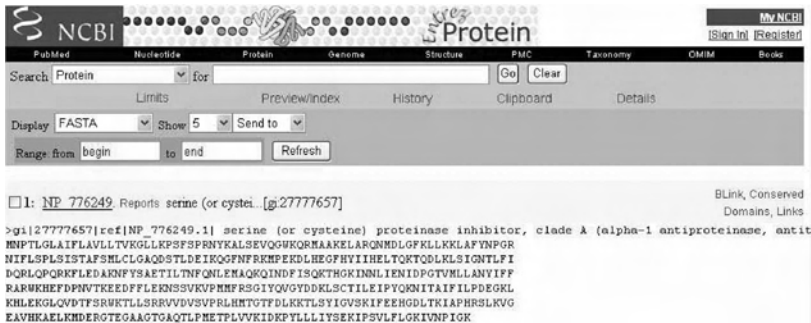 NCBI
Entrez Protein
My NCBI
[Sign In] [Register]
PubMed Nucleotide Protein Genome Structure PMC Taxonomy OMIM Books
Search Protein for Go Clear
Limits Preview/Index History Clipboard Details
Display FASTA Show 5 Send to
Range from begin to end Refresh
1: NP_776249. Reports serine (or cystei...[gi:27777657]
BLink, Conserved
Domains, Links
>gi|27777657|ref|NP_776249.1| serine (or cysteine) proteinase inhibitor, clade A (alpha-1 antiproteinase, antit
MNPTLGLAIFLAVLLTVKGLLKPSFSPRNYKALSEVQGWKQRMAAKELARQNMDLGFKLLKKLAFYNPGR
NIFLSPLSISTAFSMLCLGAQDSTLDEIKQGFNFRKMPEKDLHEGFHYIIHELTQKTQDLKLSIGNTLFI
DQRLQPQRKFLEDAKNFYSAETILTNFQNLEMAQKQINDFISQKTHGKINNLIENIDPGTVMLLANYIFF
RARWKHEFDPNVTKEEDFFLEKNSSVKVPMMFRSGIYQVGYDDKLSCTILEIPYQKNITAIFILPDEGKL
KHLEKGLQVDTFSRWKTLLSRRVVDVSVPRLHMTGTFDLKKTLSYIGVSKIFEEHGDLTKIAPHRSLKVG
EAVHKAELKMDERGTEGAAGTGAQTLPMETPLVVKIDKPYLLLIYSEKIPSVLFLGKIVNPIGK